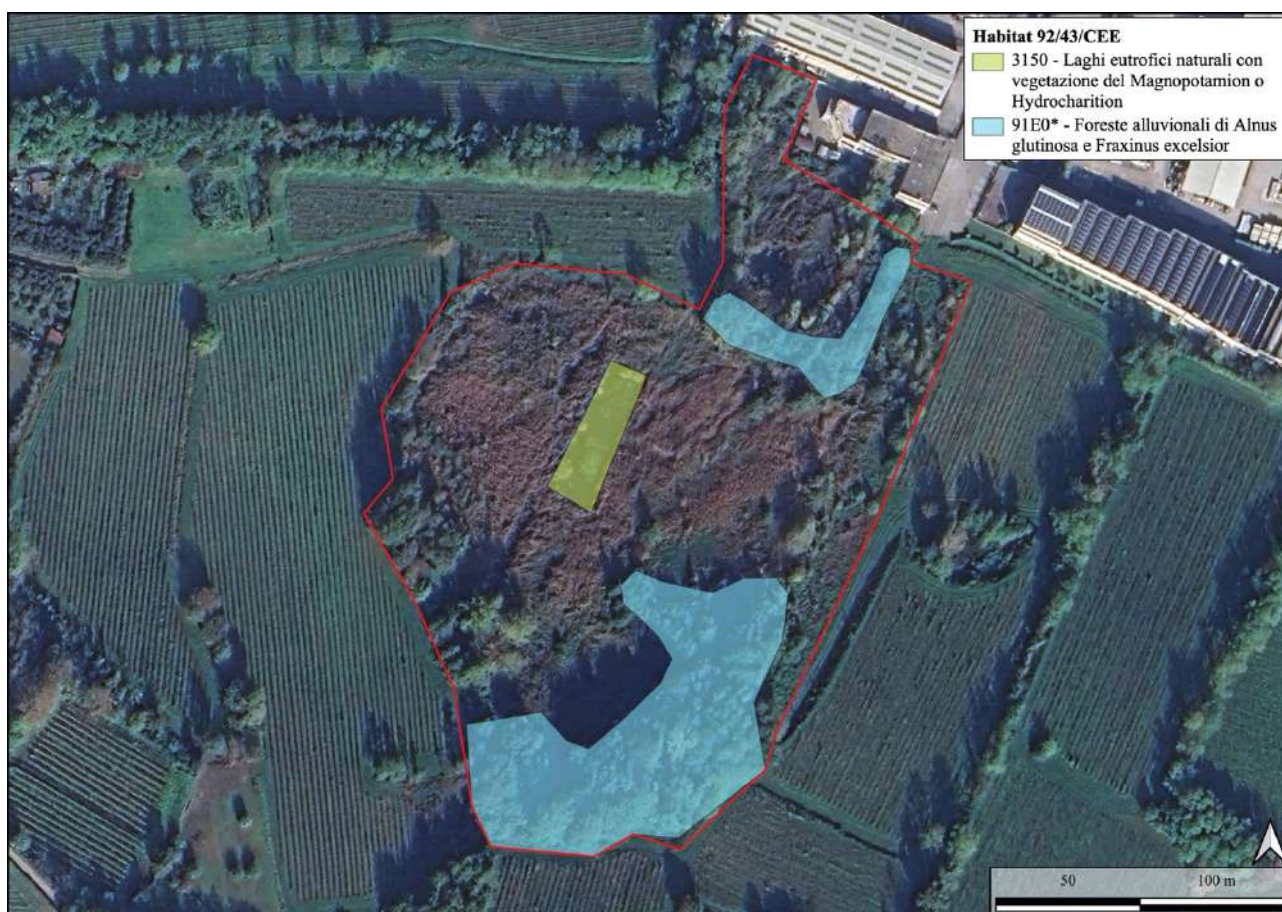 Habitat 92/43/CEE
3150 - Laghi eutrofici naturali con
vegetazione del Magnopotamion o
Hydrocharition
91E0* - Foreste alluvionali di Alnus
glutinosa e Fraxinus excelsior
50 100 m